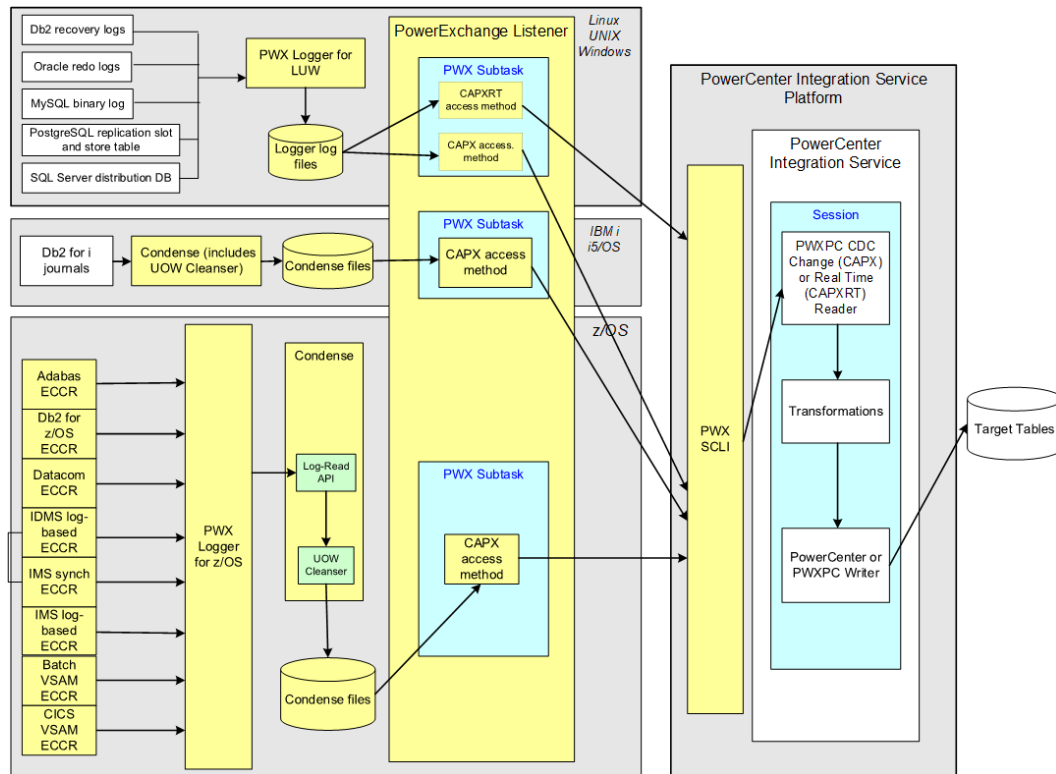 Linux
UNIX
Windows
Db2 recovery logs
Oracle redo logs
MySQL binary log
PostgreSQL replication slot
and store table
SQL Server distribution DB
PWX Logger for
LUW
Logger log
files
PowerExchange Listener
PWX Subtask
CAPXRT
access method
CAPX access.
method
IBM i
i5/OS
Db2 for i
journals
Condense (includes
UOW Cleanser)
Condense files
PWX Subtask
CAPX access
method
z/OS
Adabas
ECCR
Db2 for
z/OS
ECCR
Datacom
ECCR
IDMS log-
based
ECCR
IMS synch
ECCR
IMS log-
based
ECCR
Batch
VSAM
ECCR
CICS
VSAM
ECCR
PWX
Logger
for z/OS
Condense
Log-Read
API
UOW
Cleanser
Condense files
PWX Subtask
CAPX
access
method
PowerCenter Integration Service
Platform
PWX
SCLI
PowerCenter
Integration Service
Session
PWXPC CDC
Change (CAPX)
or Real Time
(CAPXRT)
Reader
Transformations
PowerCenter or
PWXPC Writer
Target Tables